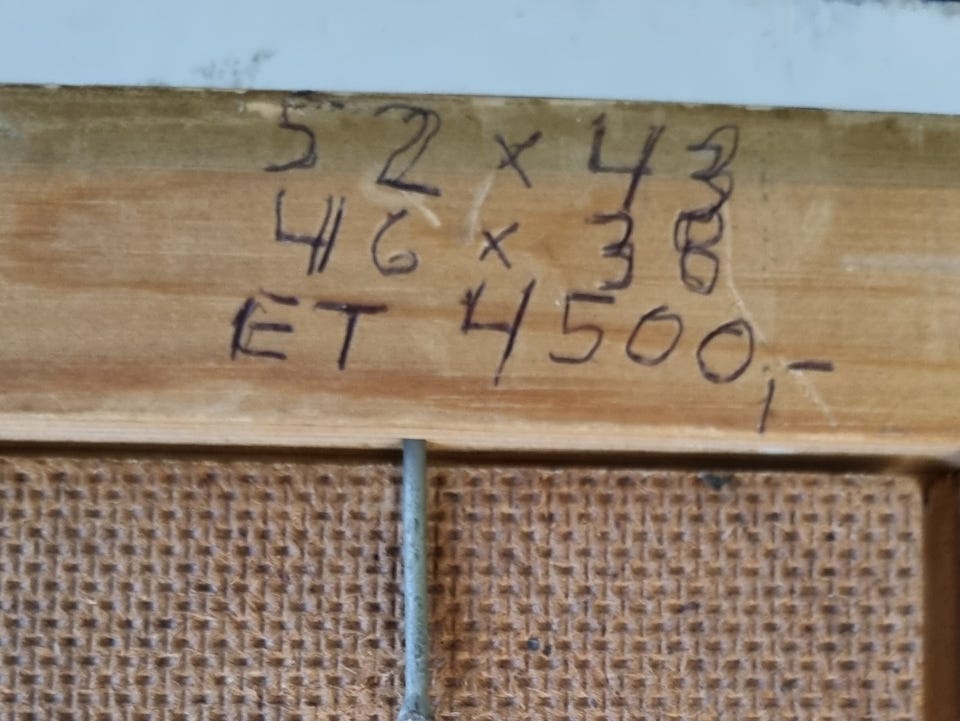 52 x 43
46 x 38
ET 4500,-